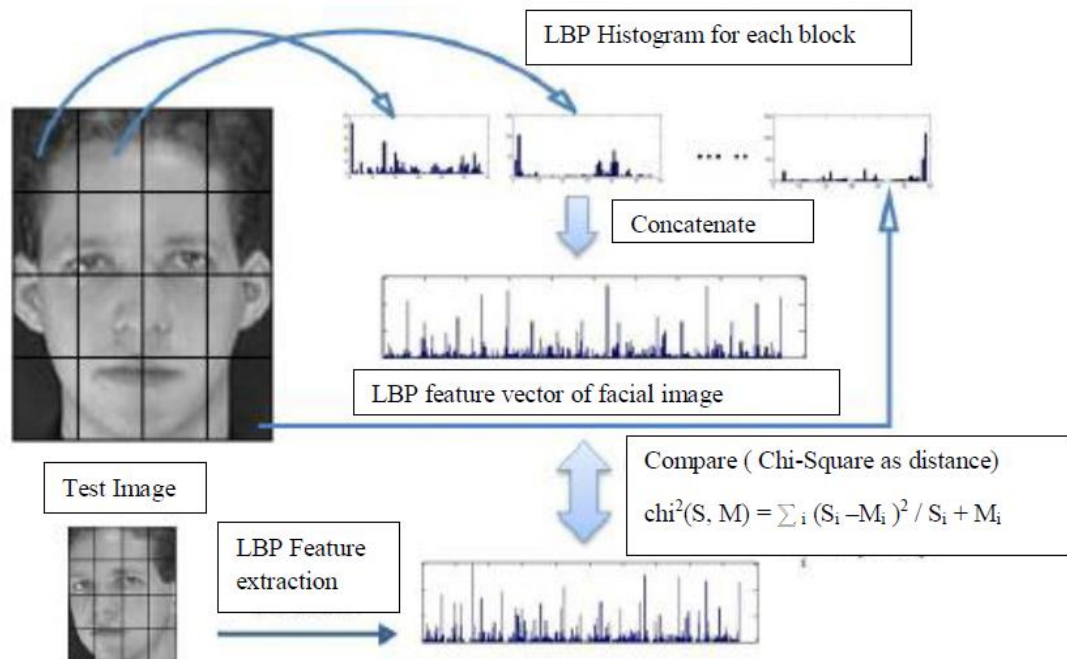 LBP Histogram for each block
Concatenate
LBP feature vector of facial image
Compare ( Chi-Square as distance)
chi²(S, M) = ∑ i (Sᵢ –Mᵢ )² / Sᵢ + Mᵢ
Test Image
LBP Feature
extraction